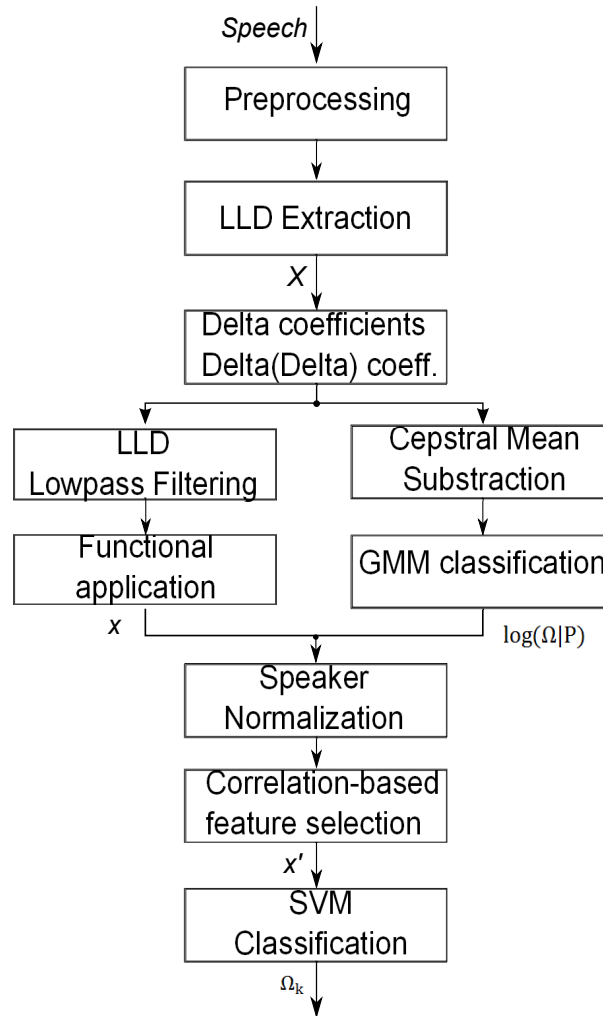 Speech
Preprocessing
LLD Extraction
X
Delta coefficients
Delta(Delta) coeff.
LLD
Lowpass Filtering
Cepstral Mean
Substraction
Functional
application
GMM classification
x
log(Ω|P)
Speaker
Normalization
Correlation-based
feature selection
x'
SVM
Classification
Ωk